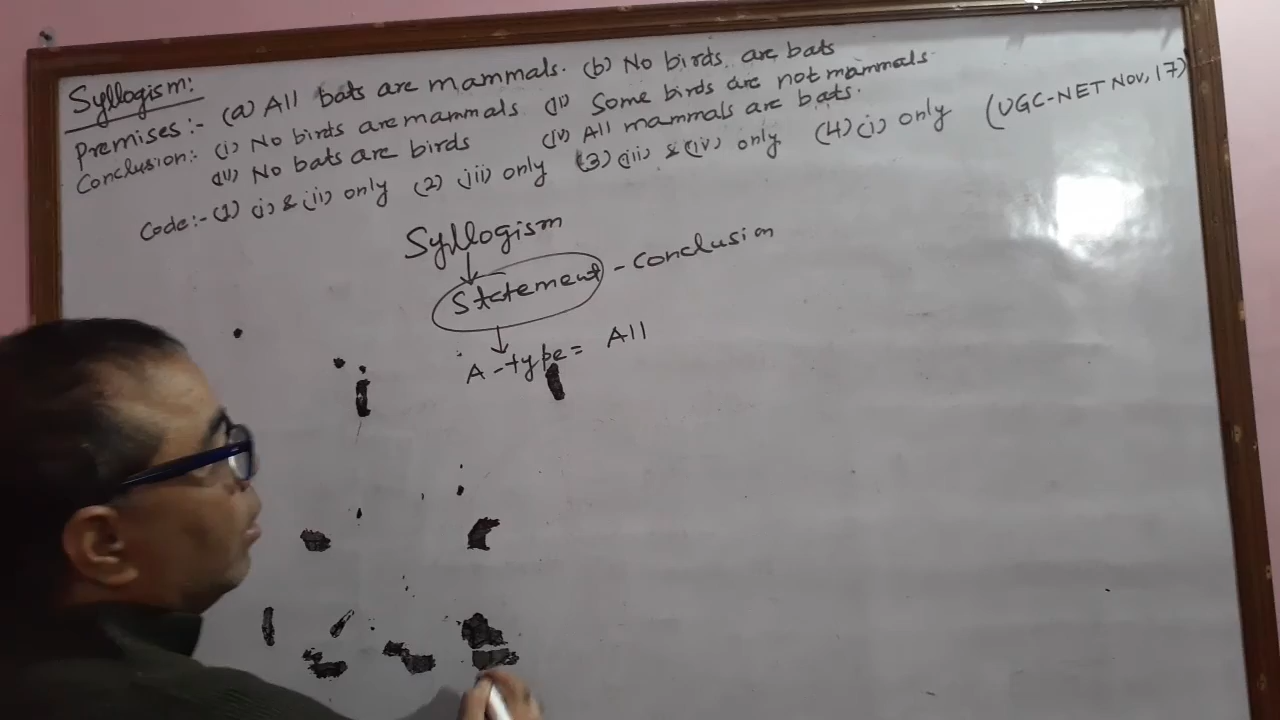 Syllogism:
Premises:- (a) All bats are mammals. (b) No birds are bats
Conclusion:- (i) No birds are mammals (ii) Some birds are not mammals
(iii) No bats are birds (iv) All mammals are bats.
Code:- (1) (i) & (ii) only (2) (iii) only (3) (iii) & (iv) only (4) (i) only (UGC-NET Nov, 17)
Syllogism
Statement - Conclusion
A-type = All